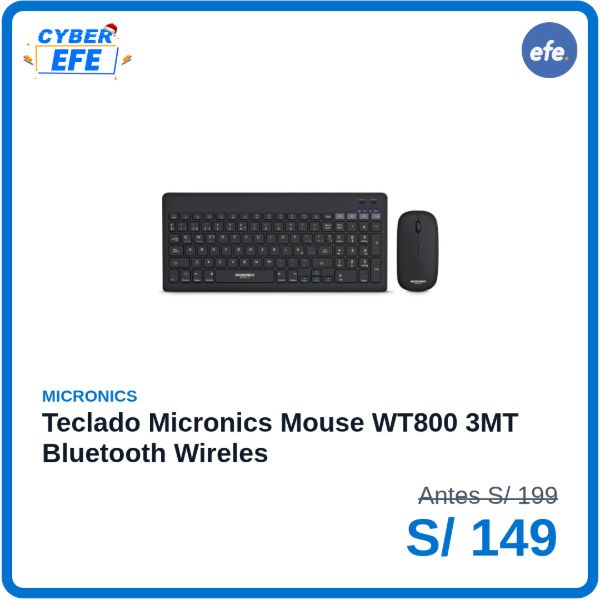 CYBER
EFE
efe.
MICRONICS
Teclado Micronics Mouse WT800 3MT
Bluetooth Wireles
Antes S/ 199
S/ 149